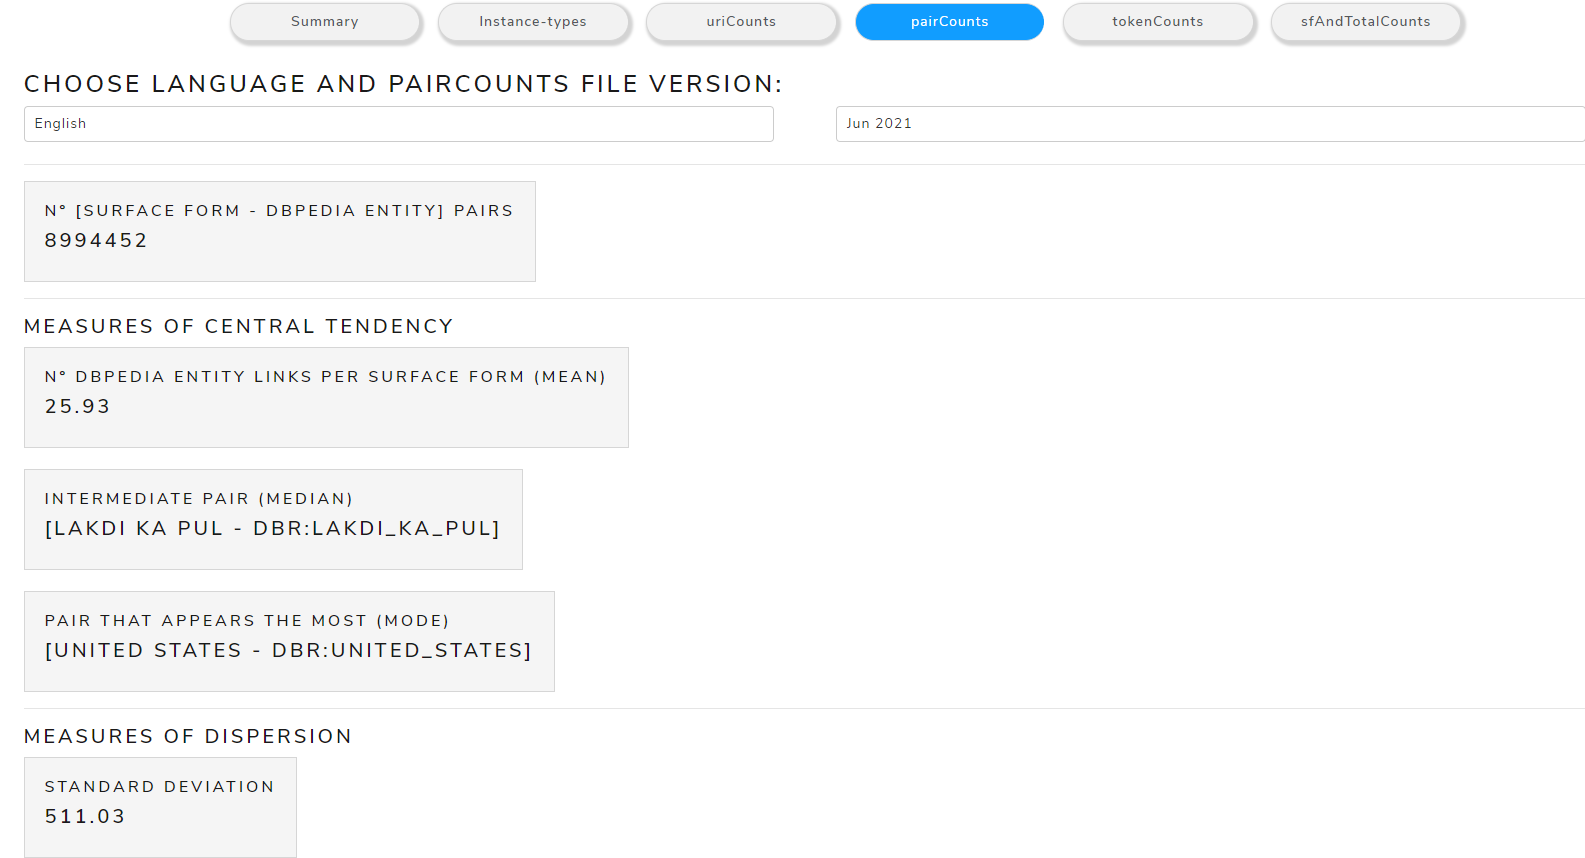 Summary
Instance-types
uriCounts
pairCounts
tokenCounts
sfAndTotalCounts
CHOOSE LANGUAGE AND PAIRCOUNTS FILE VERSION:
English
Jun 2021
Nº [SURFACE FORM - DBPEDIA ENTITY] PAIRS
8994452
MEASURES OF CENTRAL TENDENCY
Nº DBPEDIA ENTITY LINKS PER SURFACE FORM (MEAN)
25.93
INTERMEDIATE PAIR (MEDIAN)
[LAKDI KA PUL - DBR:LAKDI_KA_PUL]
PAIR THAT APPEARS THE MOST (MODE)
[UNITED STATES - DBR:UNITED_STATES]
MEASURES OF DISPERSION
STANDARD DEVIATION
511.03